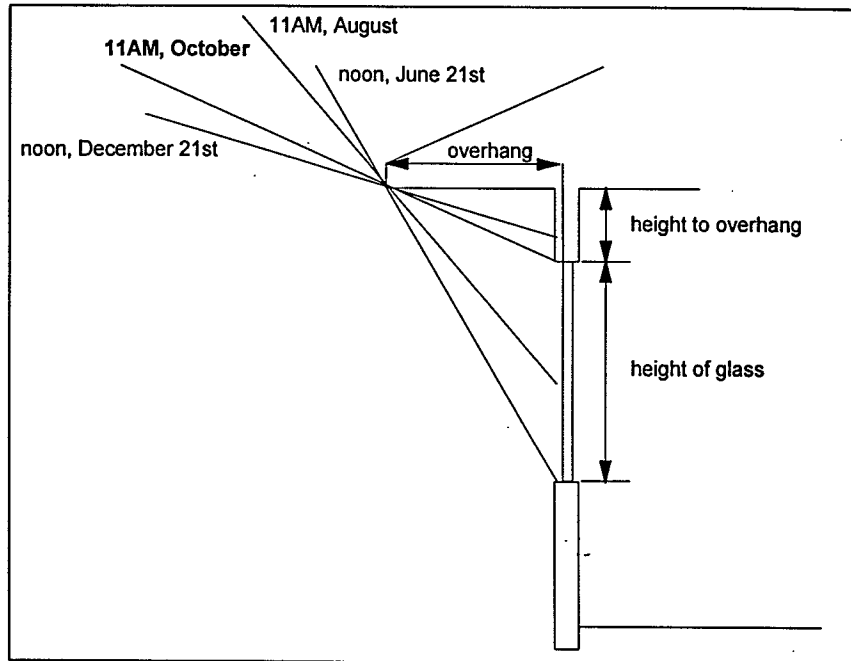 11AM, August
11AM, October
noon, June 21st
noon, December 21st
overhang
height to overhang
height of glass